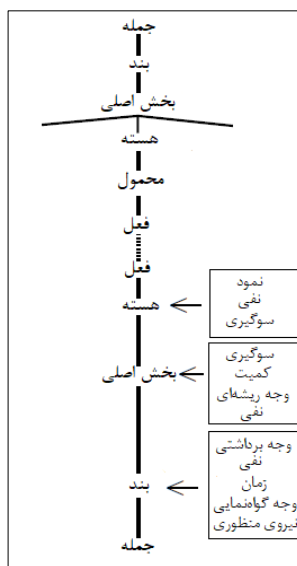 جمله
بند
بخش اصلی
هسته
محمول
فعل
فعل
هسته
نمود
نفی
سوگیری
بخش اصلی
سوگیری
کمیت
وجه ریشه‌ای
نفی
بند
وجه برداشتی
نفی
زمان
وجه گواه‌نمایی
نیروی منظوری
جمله